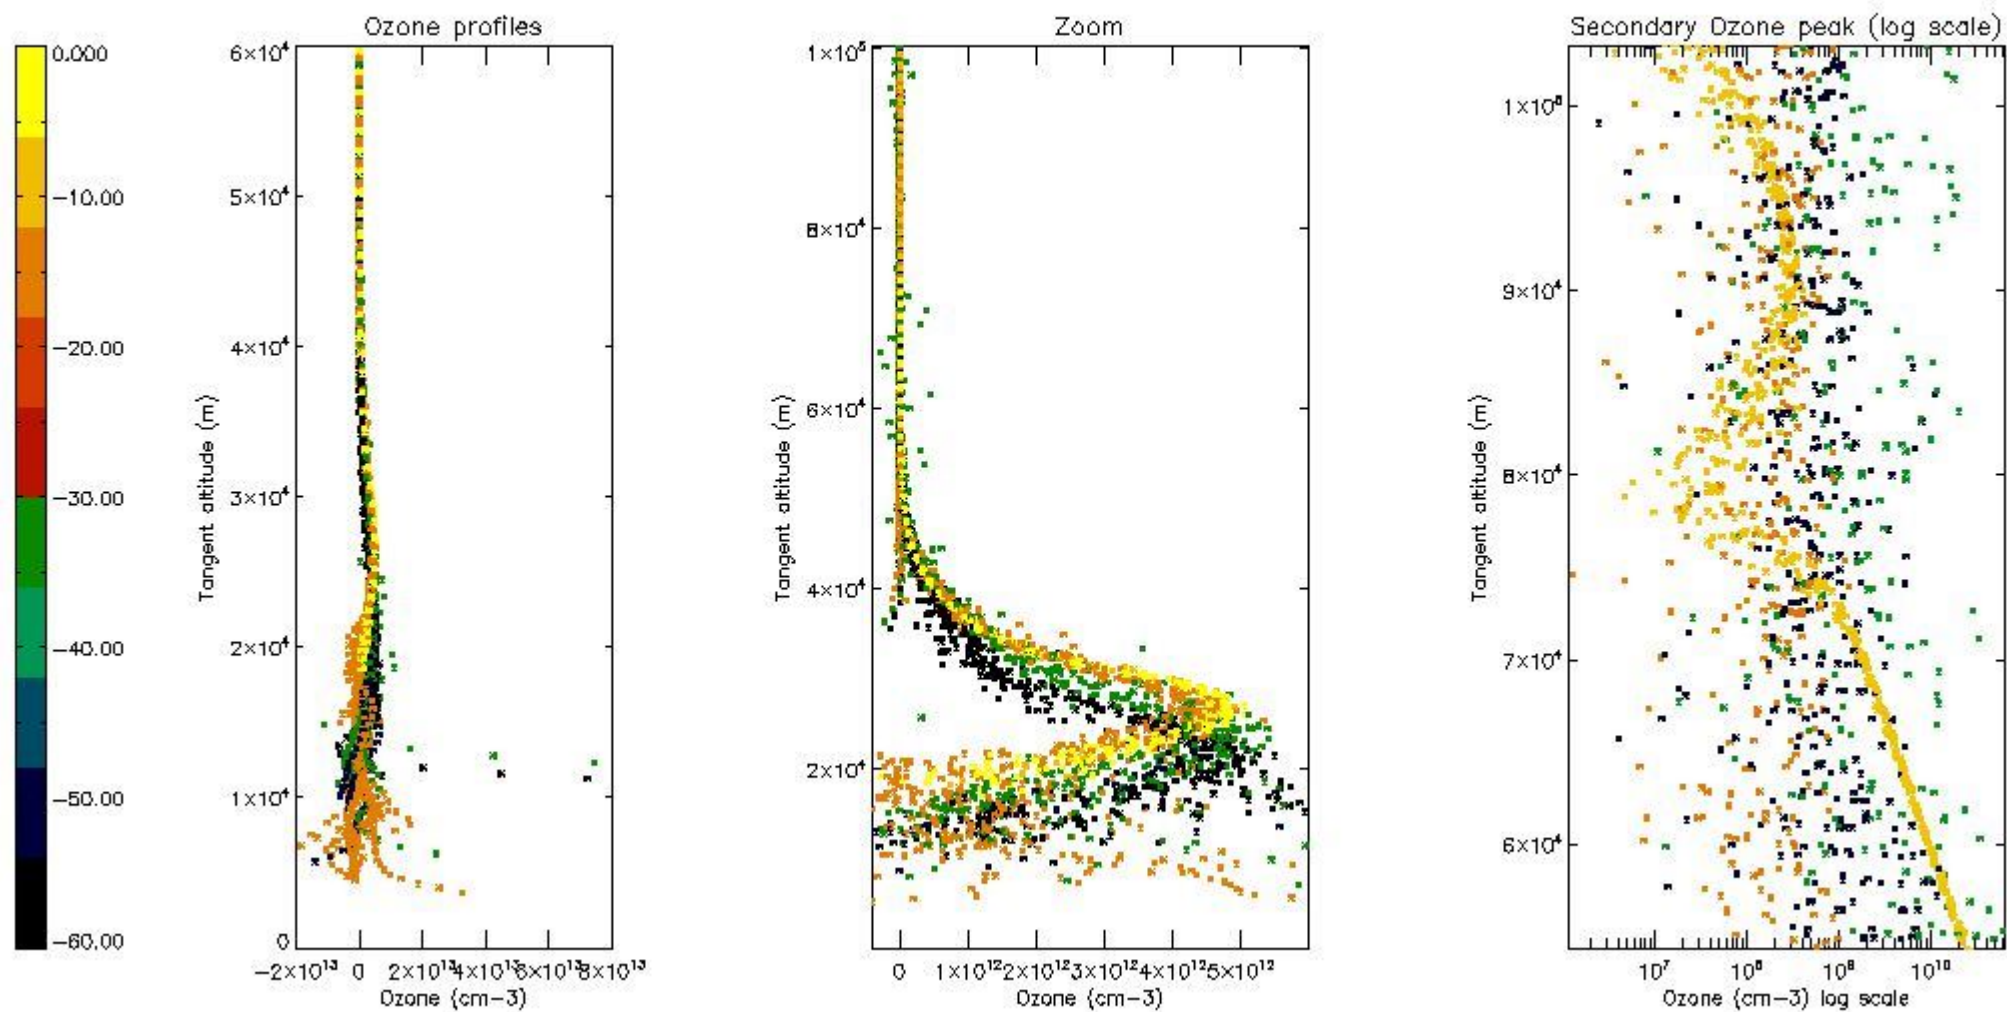 Ozone profiles
Zoom
Secondary Ozone peak (log scale)
0.000
-10.00
-20.00
-30.00
-40.00
-50.00
-60.00
6×10⁴
5×10⁴
4×10⁴
3×10⁴
2×10⁴
1×10⁴
0
Tangent altitude (m)
-2×10¹³ 0 2×10¹³ 4×10¹³ 6×10¹³ 8×10¹³
Ozone (cm-3)
1×10⁵
8×10⁴
6×10⁴
4×10⁴
2×10⁴
Tangent altitude (m)
0 1×10¹² 2×10¹² 3×10¹² 4×10¹² 5×10¹²
Ozone (cm-3)
1×10⁵
9×10⁴
8×10⁴
7×10⁴
6×10⁴
Tangent altitude (m)
10⁷ 10⁸ 10⁹ 10¹⁰
Ozone (cm-3) log scale